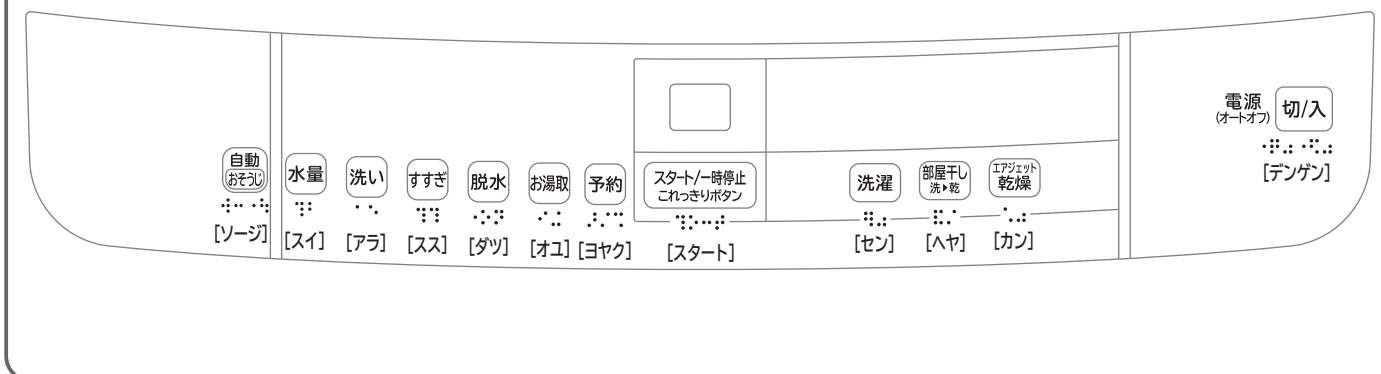 電源
(オートオフ)
切/入
[デンゲン]
自動
おそうじ
[ソージ]
水量
[スイ]
洗い
[アラ]
すすぎ
[スス]
脱水
[ダツ]
お湯取
[オユ]
予約
[ヨヤク]
スタート/一時停止
これっきりボタン
[スタート]
洗濯
[セン]
部屋干し
洗▶乾
[ヘヤ]
エアジェット
乾燥
[カン]